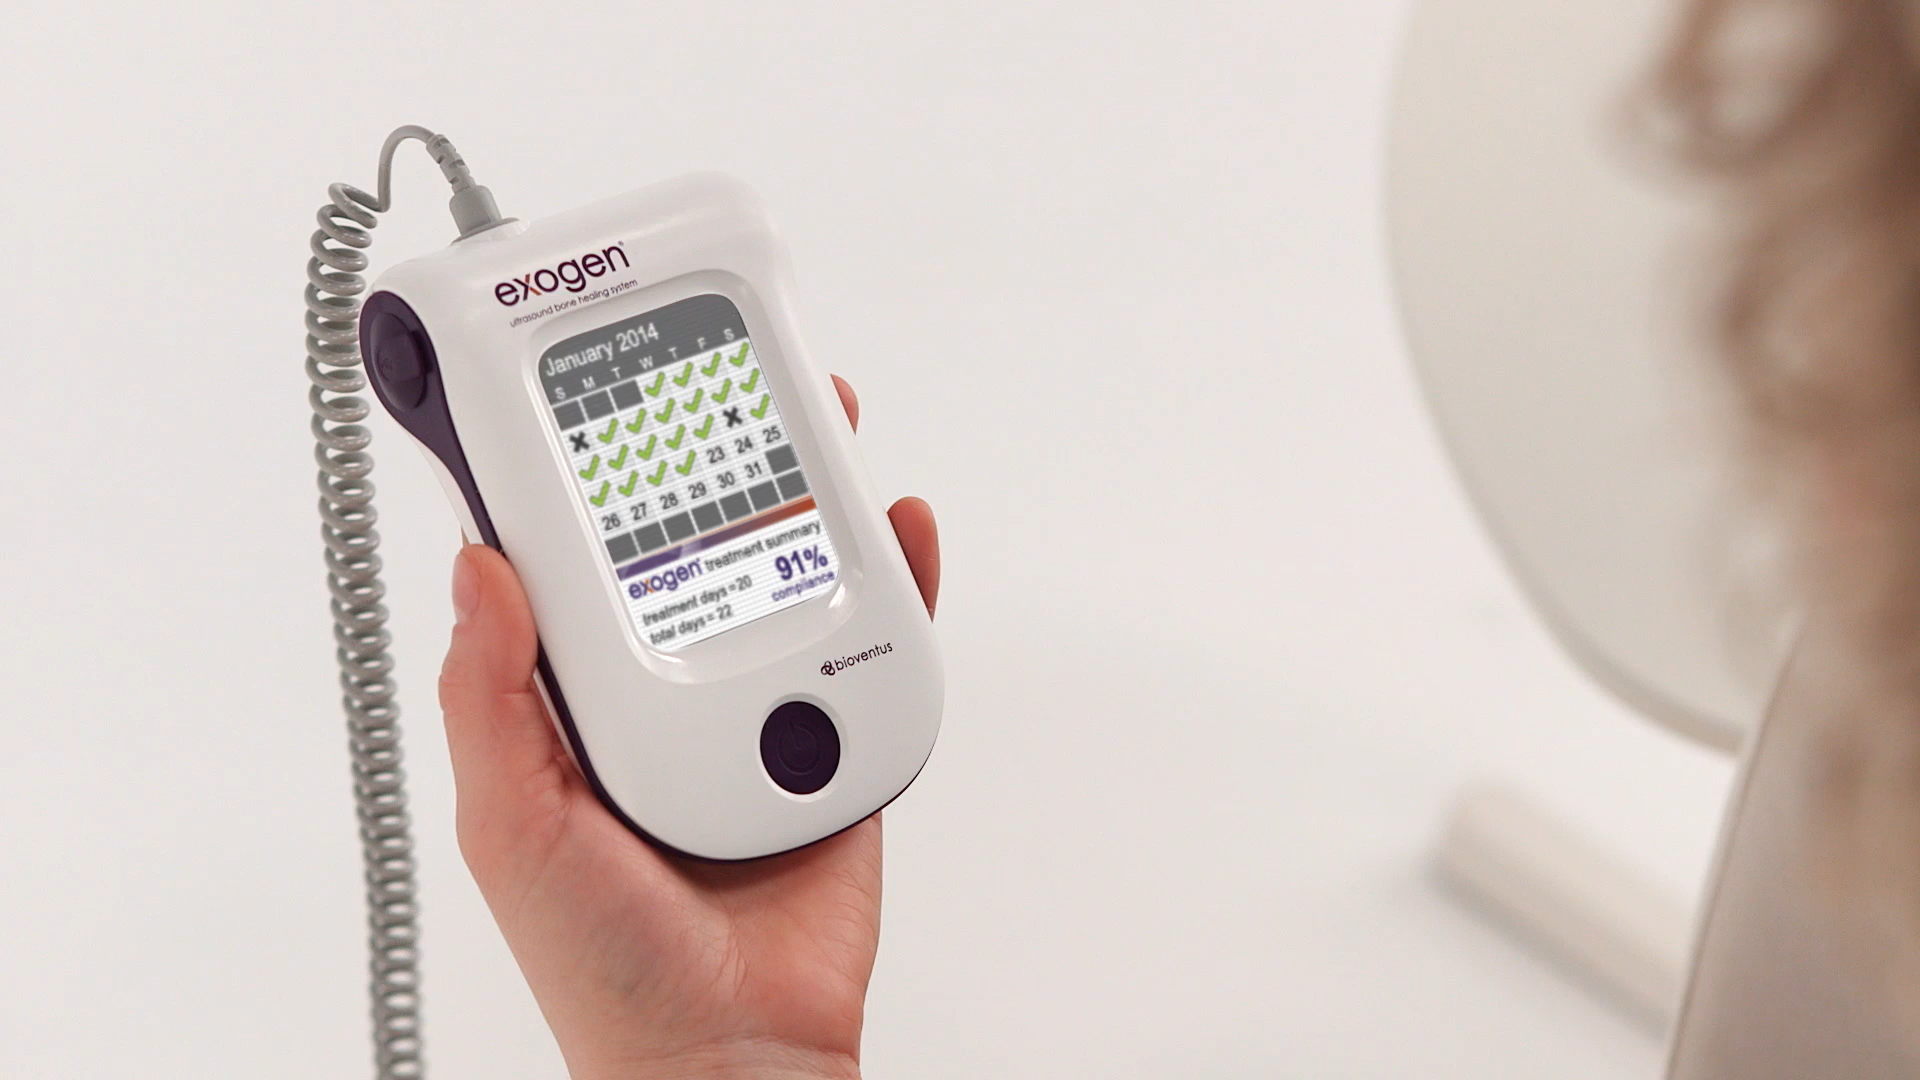 exogen®
ultrasound bone healing system
January 2014
S M T W T F S
23 24 25
26 27 28 29 30 31
exogen® treatment summary
treatment days = 20
91%
total days = 22
compliance
bioventus